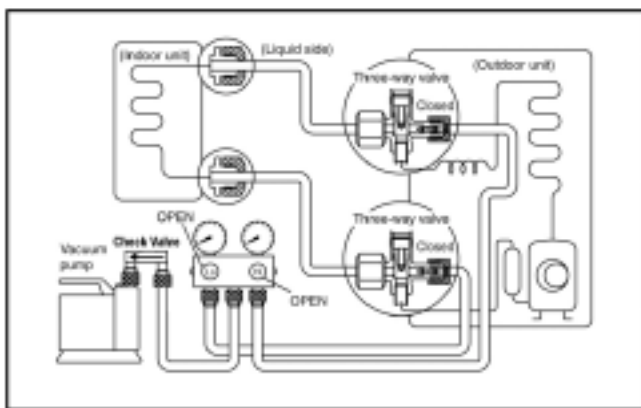 (Indoor unit)
(Liquid side)
Three-way valve
(Outdoor unit)
Closed
Three-way valve
OPEN
Closed
Check Valve
Vacuum
pump
Lo
OPEN